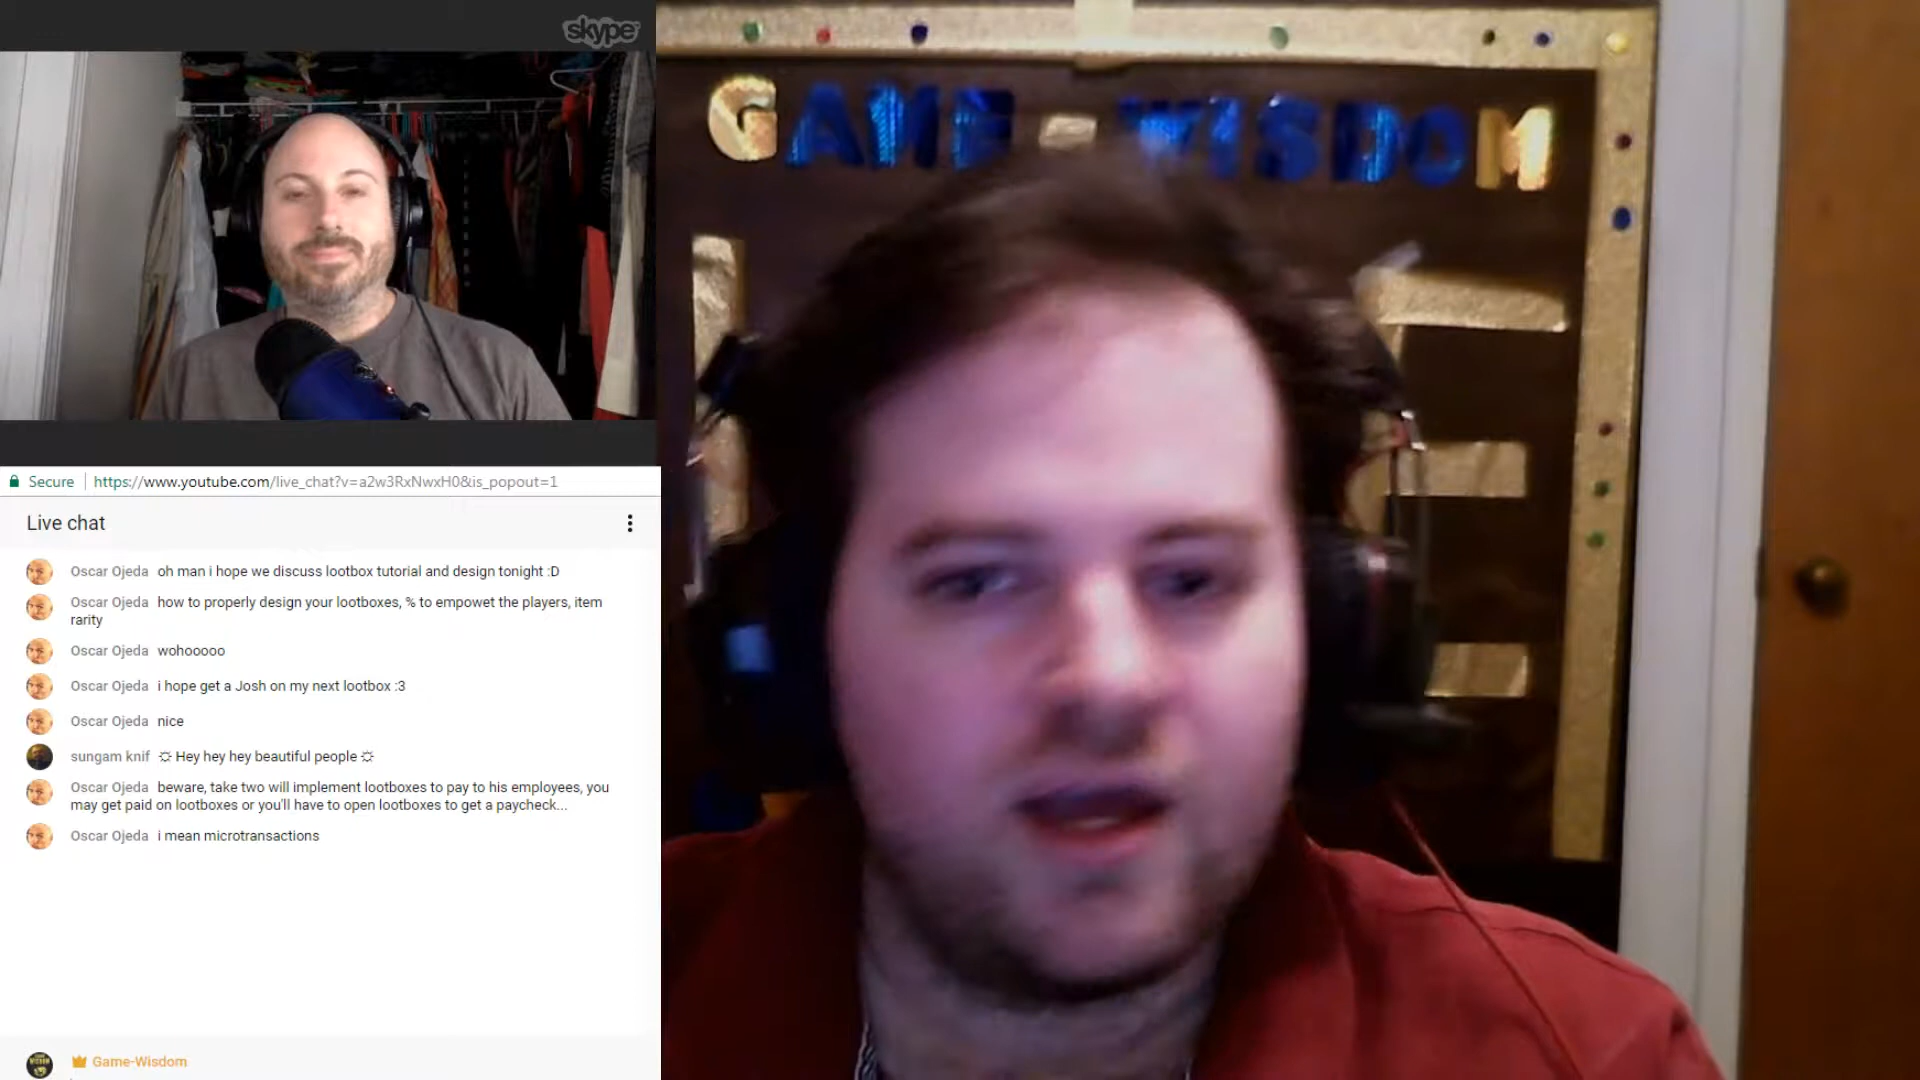 skype
GAME-WISDOM
Secure
https://www.youtube.com/live_chat?v=a2w3RxNwxH0&is_popout=1
Live chat
Oscar Ojeda oh man i hope we discuss lootbox tutorial and design tonight :D
Oscar Ojeda how to properly design your lootboxes, % to empowet the players, item
rarity
Oscar Ojeda wohooooo
Oscar Ojeda i hope get a Josh on my next lootbox :3
Oscar Ojeda nice
sungam knif ☼ Hey hey hey beautiful people ☼
Oscar Ojeda beware, take two will implement lootboxes to pay to his employees, you
may get paid on lootboxes or you'll have to open lootboxes to get a paycheck...
Oscar Ojeda i mean microtransactions
Game-Wisdom